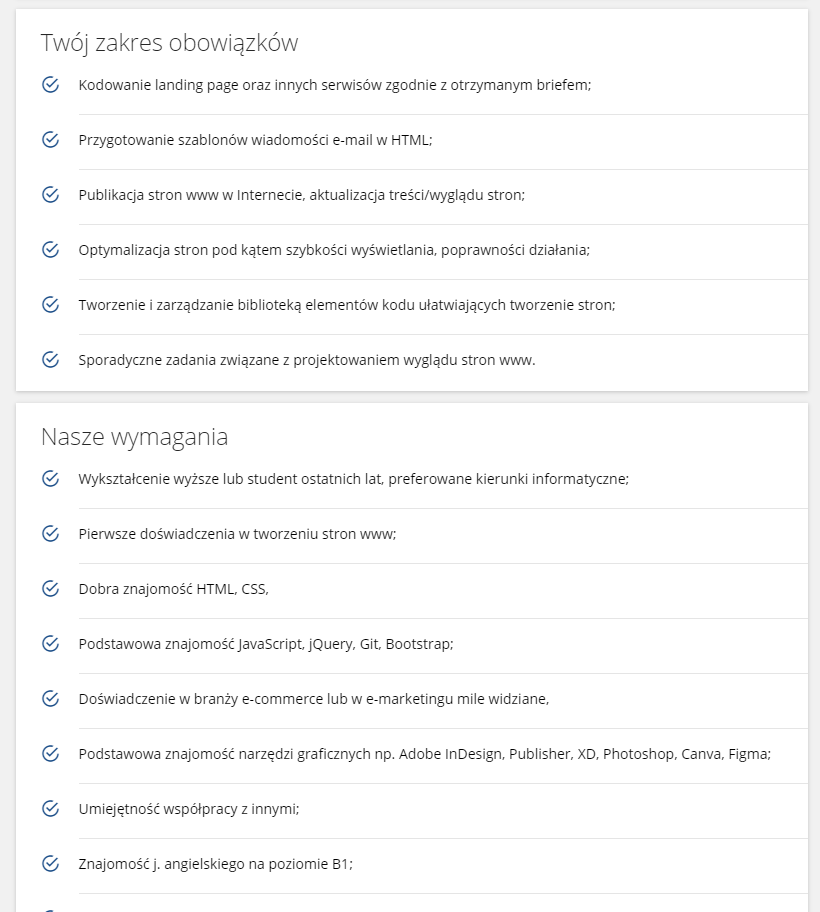 Twój zakres obowiązków
Kodowanie landing page oraz innych serwisów zgodnie z otrzymanym briefem;
Przygotowanie szablonów wiadomości e-mail w HTML;
Publikacja stron www w Internecie, aktualizacja treści/wyglądu stron;
Optymalizacja stron pod kątem szybkości wyświetlania, poprawności działania;
Tworzenie i zarządzanie biblioteką elementów kodu ułatwiających tworzenie stron;
Sporadyczne zadania związane z projektowaniem wyglądu stron www.
Nasze wymagania
Wykształcenie wyższe lub student ostatnich lat, preferowane kierunki informatyczne;
Pierwsze doświadczenia w tworzeniu stron www;
Dobra znajomość HTML, CSS,
Podstawowa znajomość JavaScript, jQuery, Git, Bootstrap;
Doświadczenie w branży e-commerce lub w e-marketingu mile widziane,
Podstawowa znajomość narzędzi graficznych np. Adobe InDesign, Publisher, XD, Photoshop, Canva, Figma;
Umiejętność współpracy z innymi;
Znajomość j. angielskiego na poziomie B1;